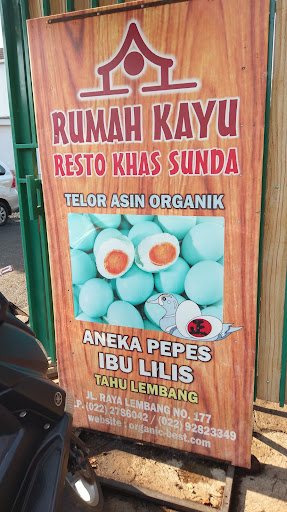 RUMAH KAYU
RESTO KHAS SUNDA
TELOR ASIN ORGANIK
ANEKA PEPES
IBU LILIS
TAHU LEMBANG
JL. RAYA LEMBANG NO. 177
.P. (022) 2786042 / (022) 92823349
website : organic-best.com